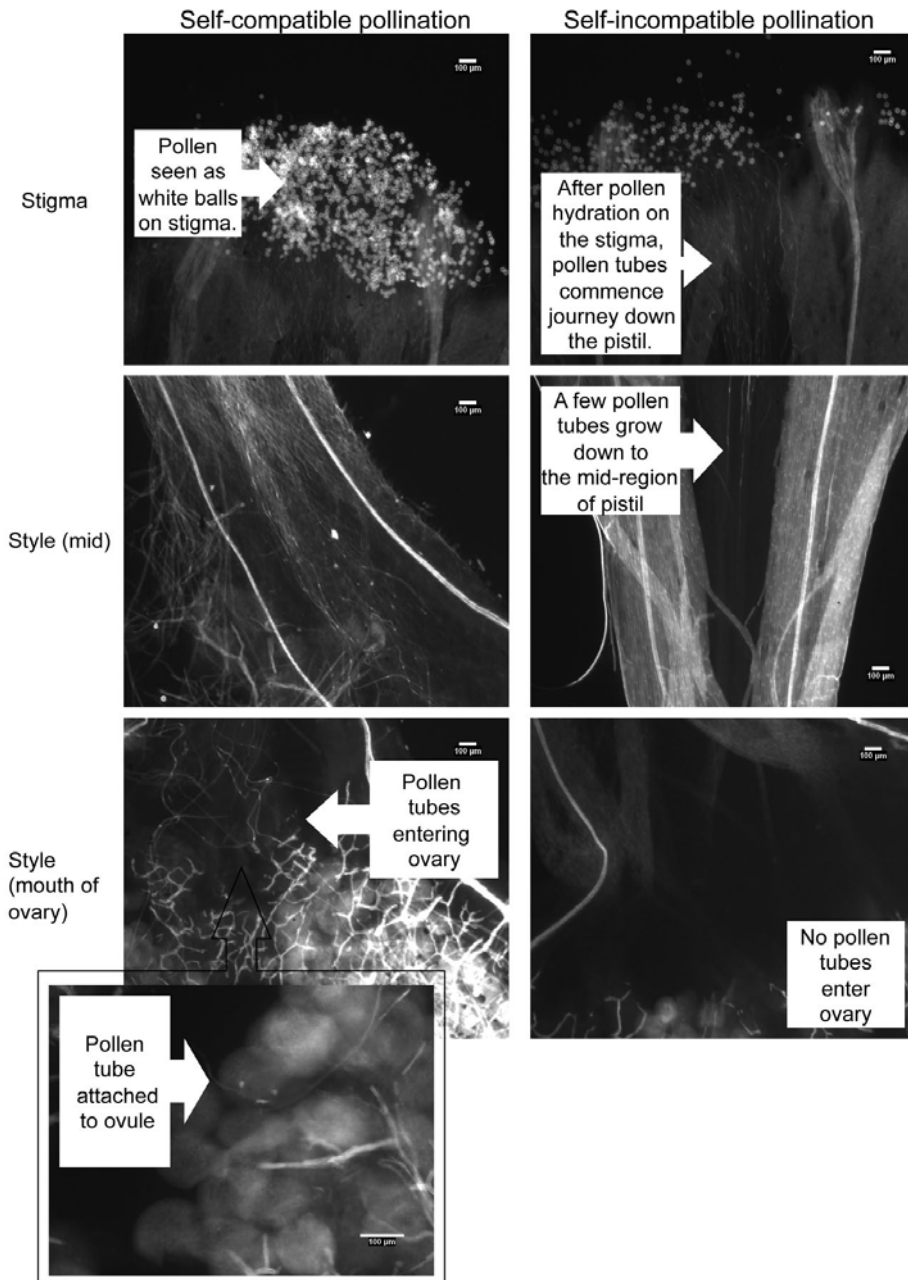 Self-compatible pollination
Self-incompatible pollination
Stigma
100 µm
Pollen
seen as
white balls
on stigma.
100 µm
After pollen
hydration on
the stigma,
pollen tubes
commence
journey down
the pistil.
Style (mid)
100 µm
A few pollen
tubes grow
down to
the mid-region
of pistil
100 µm
Style
(mouth of
ovary)
100 µm
Pollen
tubes
entering
ovary
100 µm
No pollen
tubes
enter
ovary
Pollen
tube
attached
to ovule
100 µm